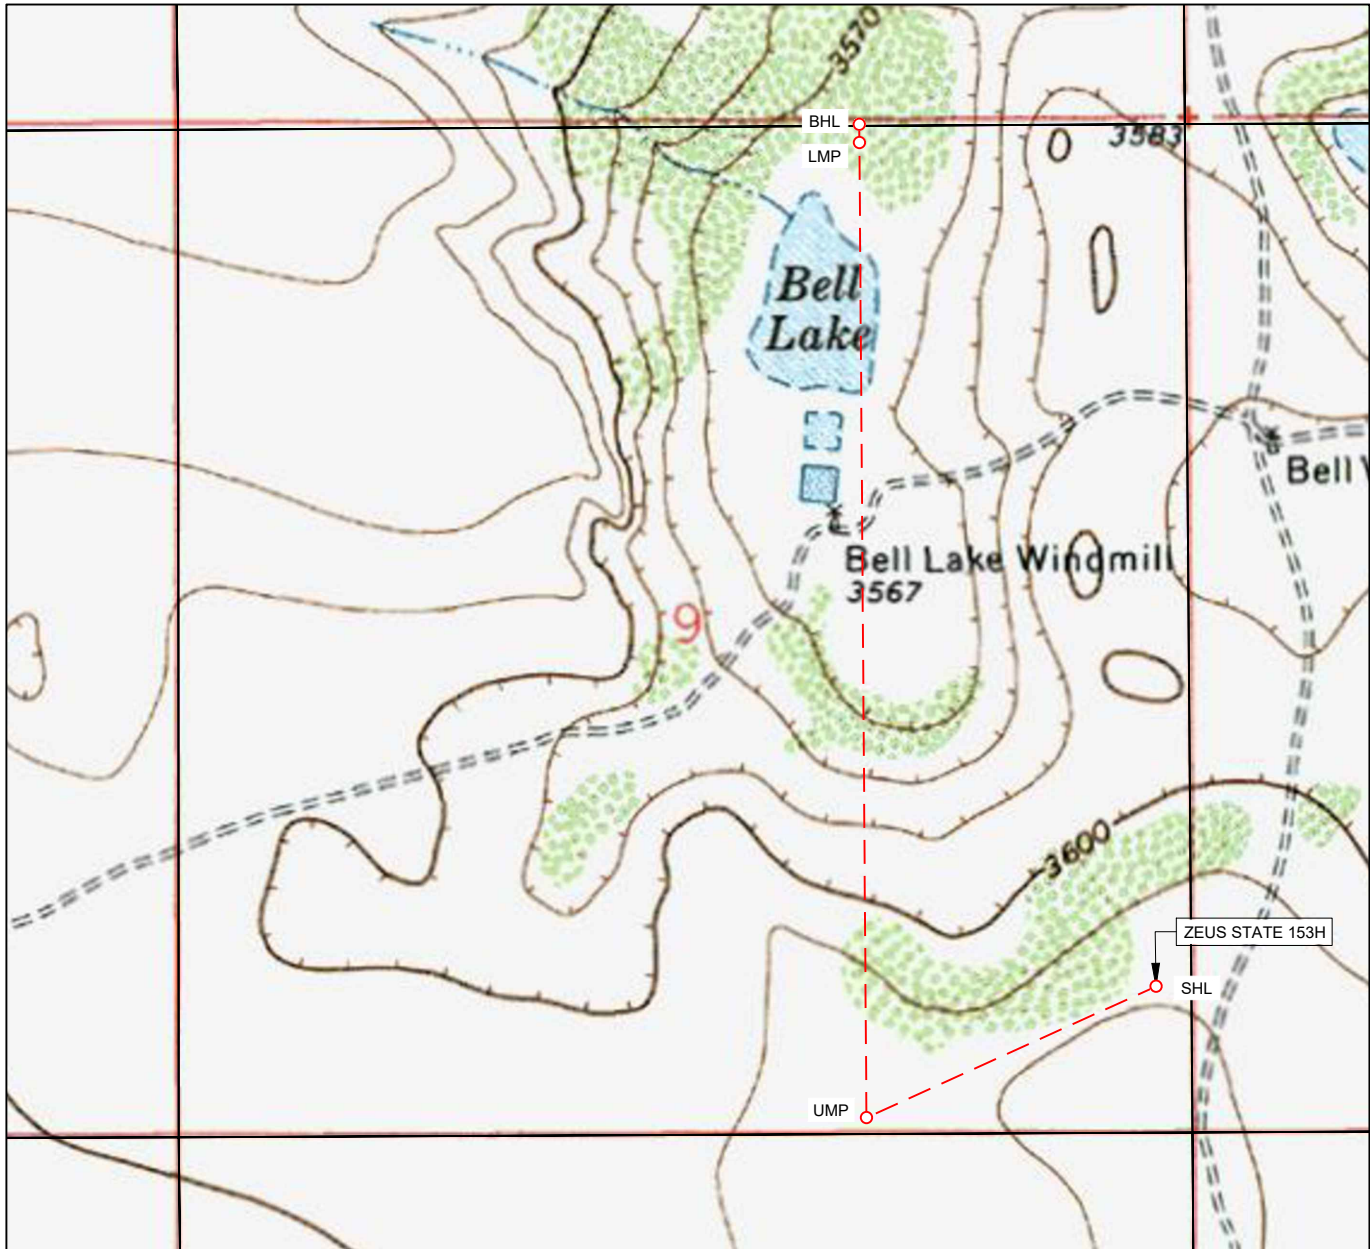 3570
BHL
3583
LMP
Bell
Lake
Bell
Bell Lake Windmill
3567
9
3600
ZEUS STATE 153H
SHL
UMP